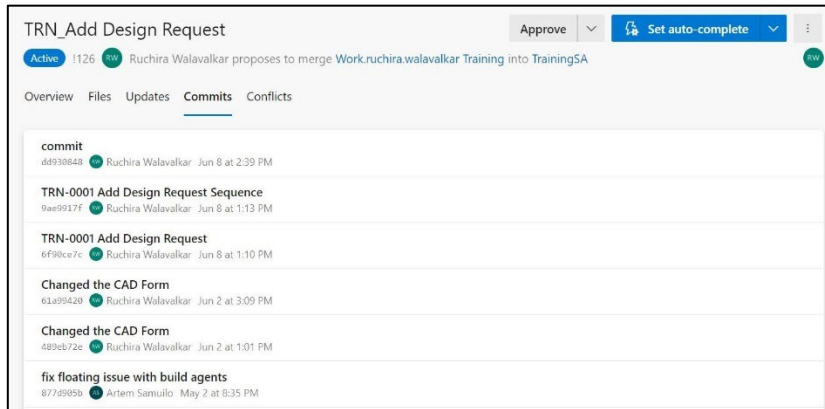 TRN_Add Design Request
Approve
Set auto-complete
Active !126 RW Ruchira Walavalkar proposes to merge Work.ruchira.walavalkar Training into TrainingSA
RW
Overview Files Updates Commits Conflicts
commit
dd930848 RW Ruchira Walavalkar Jun 8 at 2:39 PM
TRN-0001 Add Design Request Sequence
9ae9917f RW Ruchira Walavalkar Jun 8 at 1:13 PM
TRN-0001 Add Design Request
6f90ce7c RW Ruchira Walavalkar Jun 8 at 1:10 PM
Changed the CAD Form
61a99420 RW Ruchira Walavalkar Jun 2 at 3:09 PM
Changed the CAD Form
489eb72e RW Ruchira Walavalkar Jun 2 at 1:01 PM
fix floating issue with build agents
877d905b AS Artem Samuilo May 2 at 8:35 PM